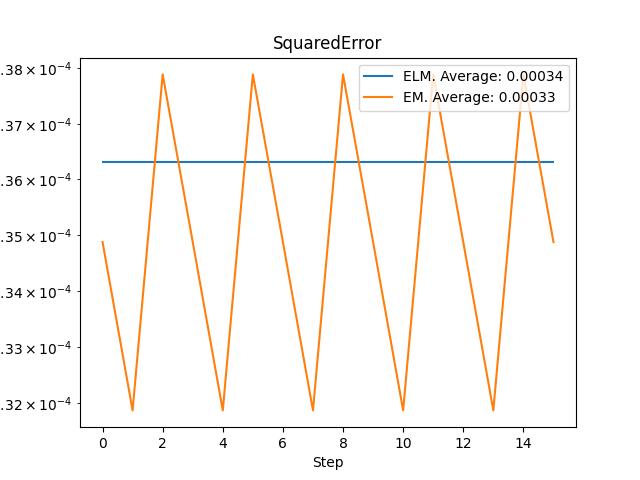 SquaredError
ELM. Average: 0.00034
EM. Average: 0.00033
.38 × 10⁻⁴
.37 × 10⁻⁴
.36 × 10⁻⁴
.35 × 10⁻⁴
.34 × 10⁻⁴
.33 × 10⁻⁴
.32 × 10⁻⁴
0 2 4 6 8 10 12 14
Step